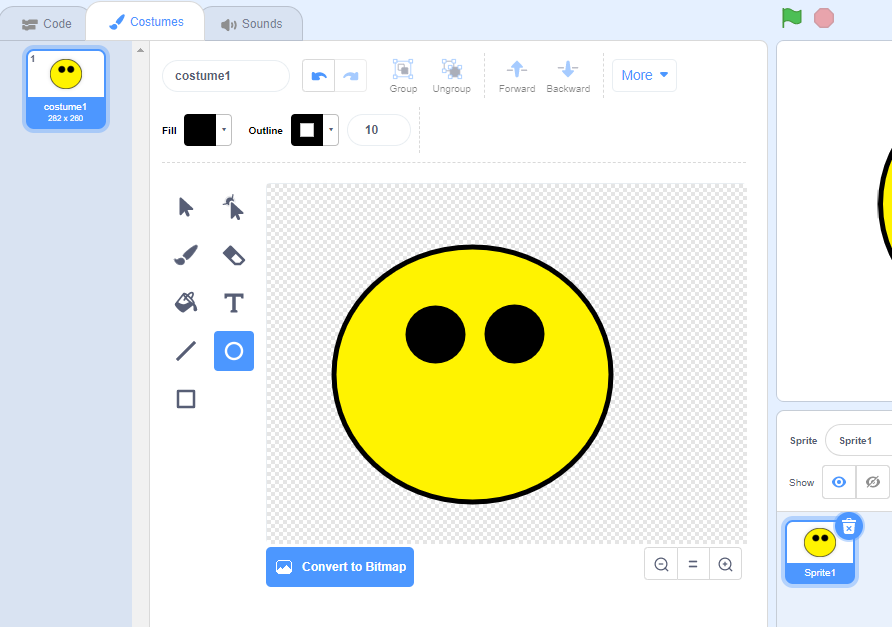 Code
Costumes
Sounds
1
costume1
282 x 260
costume1
Group
Ungroup
Forward
Backward
More
Fill
Outline
10
T
Convert to Bitmap
=
Sprite
Sprite1
Show
Sprite1